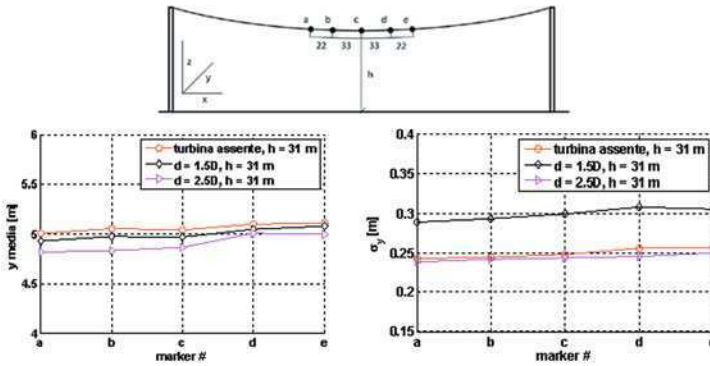 a b c d e
22 33 33 22
z
y
x
h
6
5.5
5
4.5
4
y media [m]
turbina assente, h = 31 m
d = 1.5D, h = 31 m
d = 2.5D, h = 31 m
a b c d e
marker #
0.4
0.35
0.3
0.25
0.2
0.15
σy [m]
turbina assente, h = 31 m
d = 1.5D, h = 31 m
d = 2.5D, h = 31 m
a b c d
marker #